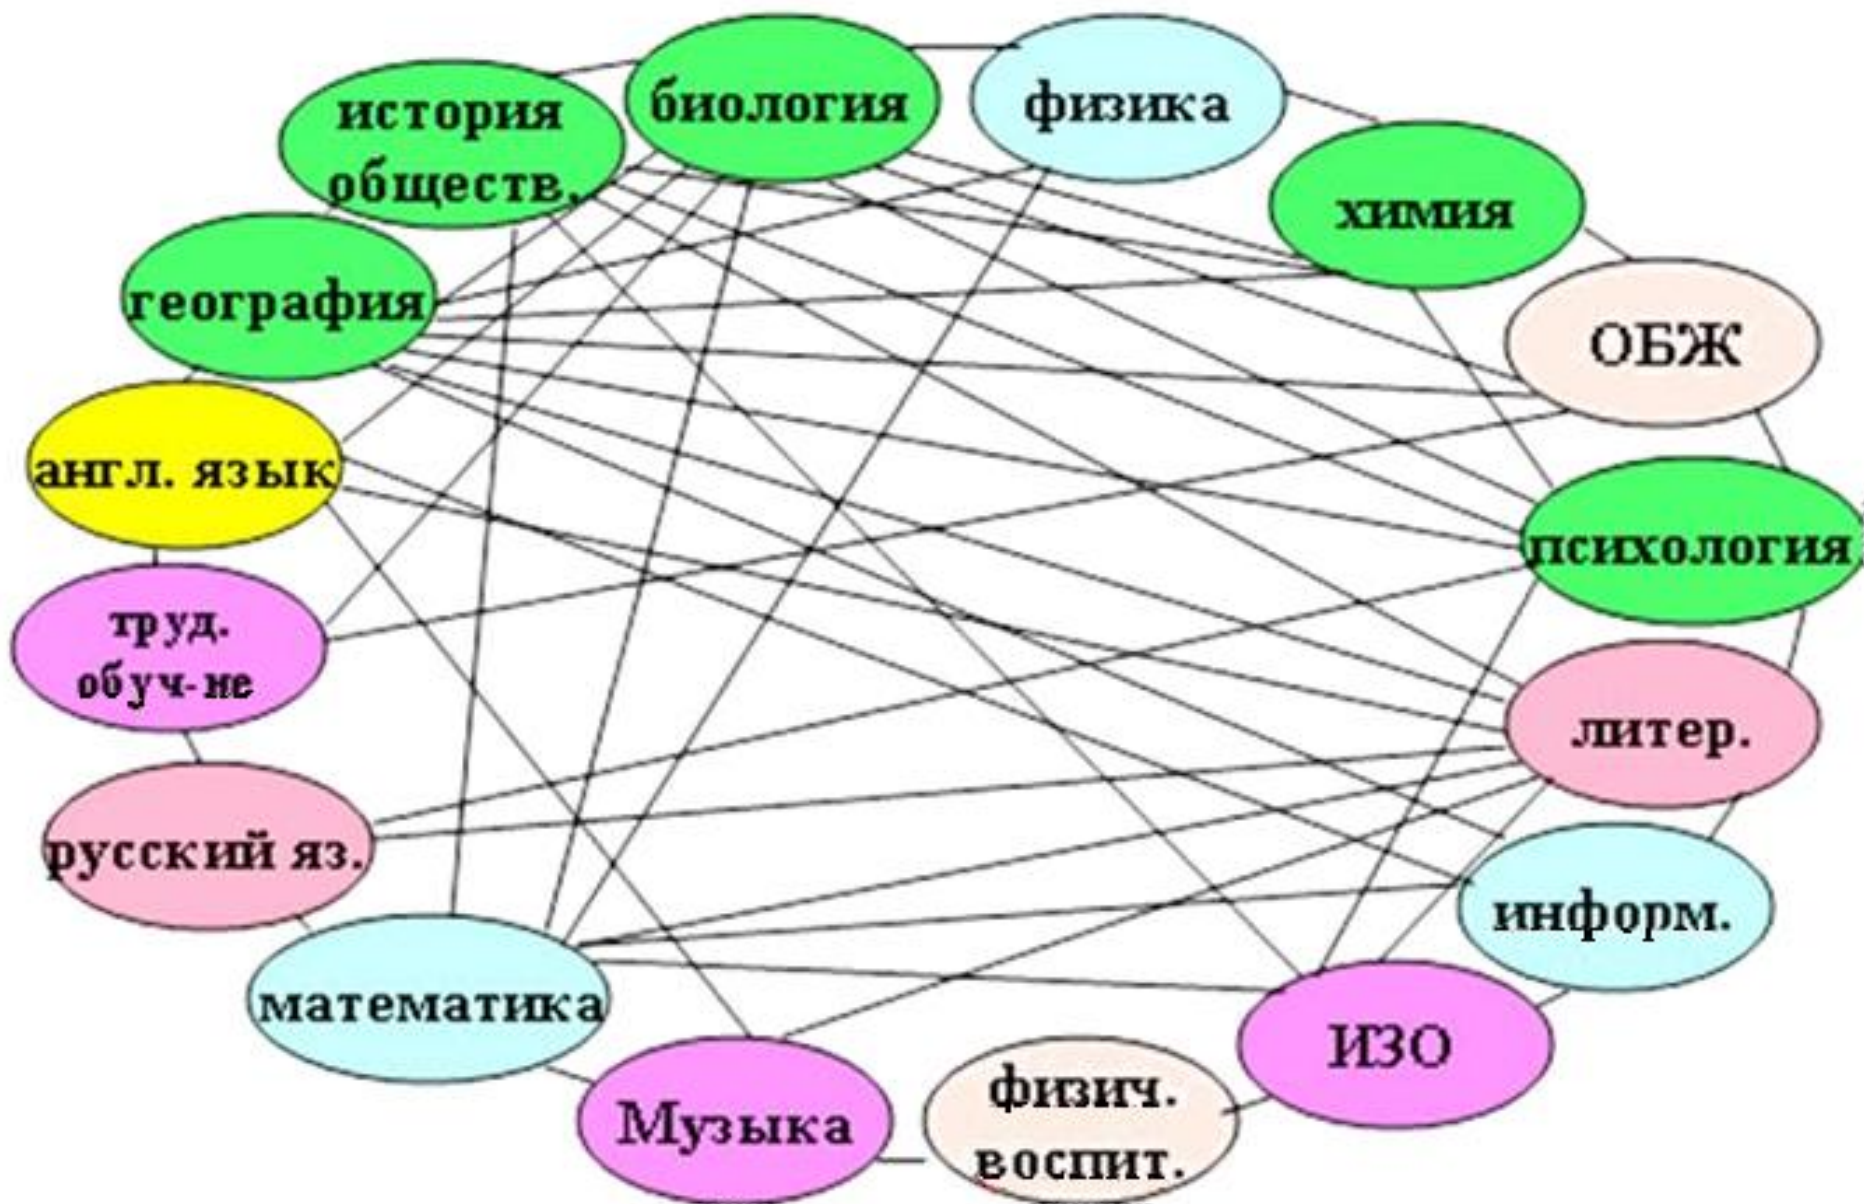 история
обществ.
биология
физика
химия
география
ОБЖ
англ. язык
психология
труд.
обуч-не
литер.
русский яз.
информ.
математика
ИЗО
Музыка
физич.
воспит.